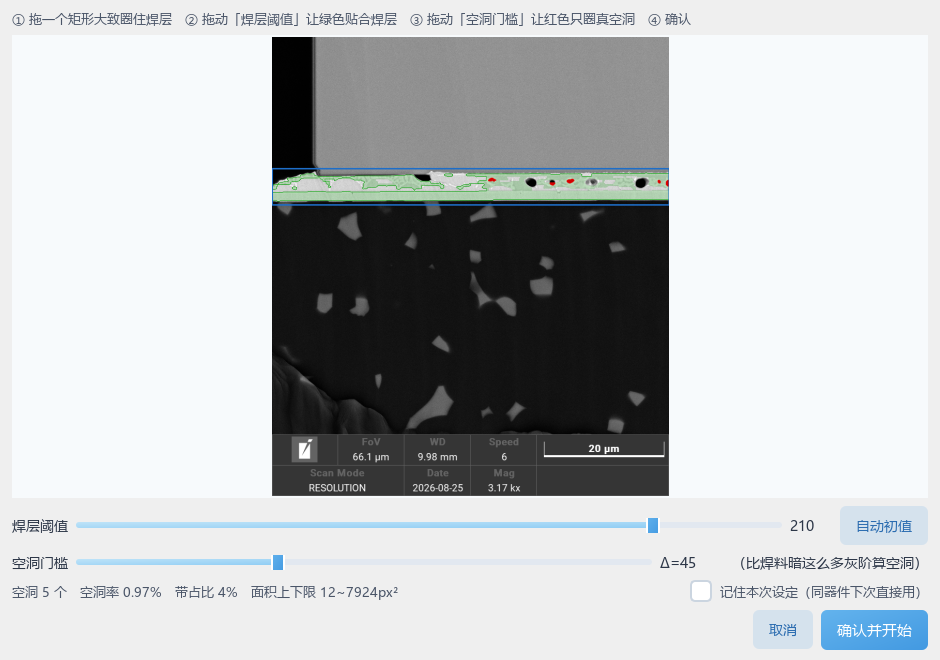 ① 拖一个矩形大致圈住焊层 ② 拖动「焊层阈值」让绿色贴合焊层 ③ 拖动「空洞门槛」让红色只圈真空洞 ④ 确认
FoV WD Speed
66.1 µm 9.98 mm 6 20 µm
Scan Mode Date Mag
RESOLUTION 2026-08-25 3.17 kx
焊层阈值 210 自动初值
空洞门槛 Δ=45 （比焊料暗这么多灰阶算空洞）
空洞 5 个 空洞率 0.97% 带占比 4% 面积上下限 12~7924px² 记住本次设定（同器件下次直接用）
取消 确认并开始